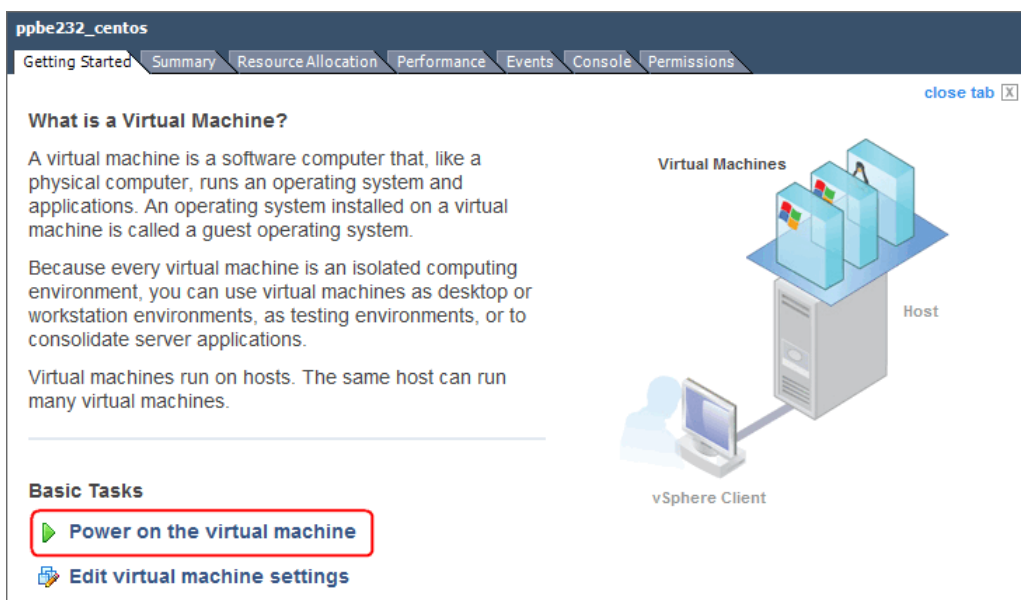 ppbe232_centos
Getting Started Summary Resource Allocation Performance Events Console Permissions
close tab X
What is a Virtual Machine?
A virtual machine is a software computer that, like a
physical computer, runs an operating system and
applications. An operating system installed on a virtual
machine is called a guest operating system.
Because every virtual machine is an isolated computing
environment, you can use virtual machines as desktop or
workstation environments, as testing environments, or to
consolidate server applications.
Virtual machines run on hosts. The same host can run
many virtual machines.
Virtual Machines
Host
vSphere Client
Basic Tasks
Power on the virtual machine
Edit virtual machine settings